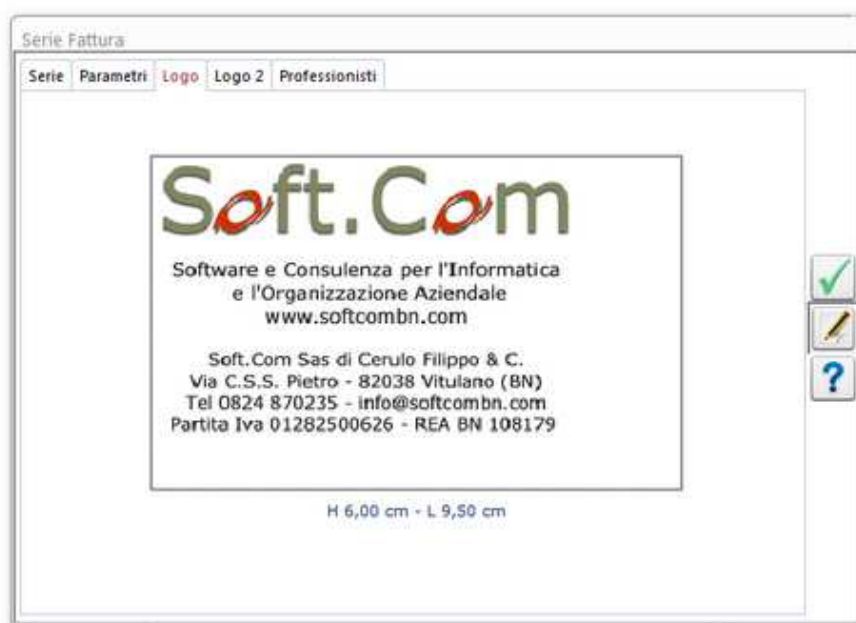 Serie Fattura
Serie Parametri Logo Logo 2 Professionisti
Soft.Com
Software e Consulenza per l'Informatica
e l'Organizzazione Aziendale
www.softcombn.com
Soft.Com Sas di Cerulo Filippo & C.
Via C.S.S. Pietro - 82038 Vitulano (BN)
Tel 0824 870235 - info@softcombn.com
Partita Iva 01282500626 - REA BN 108179
H 6,00 cm - L 9,50 cm
?